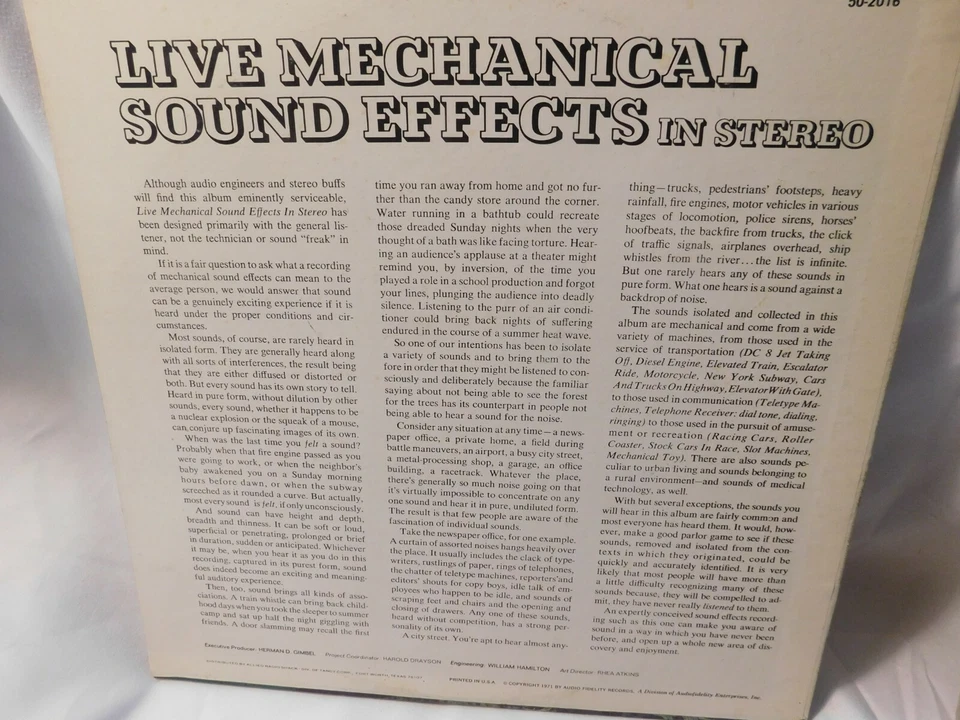 50-2016
LIVE MECHANICAL
SOUND EFFECTS IN STEREO
Although audio engineers and stereo buffs
will find this album eminently serviceable,
Live Mechanical Sound Effects In Stereo has
been designed primarily with the general lis-
tener, not the technician or sound “freak” in
mind.
If it is a fair question to ask what a recording
of mechanical sound effects can mean to the
average person, we would answer that sound
can be a genuinely exciting experience if it is
heard under the proper conditions and cir-
cumstances.
Most sounds, of course, are rarely heard in
isolated form. They are generally heard along
with all sorts of interferences, the result being
that they are either diffused or distorted or
both. But every sound has its own story to tell.
Heard in pure form, without dilution by other
sounds, every sound, whether it happens to be
a nuclear explosion or the squeak of a mouse,
can conjure up fascinating images of its own.
When was the last time you felt a sound?
Probably when that fire engine passed as you
were going to work, or when the neighbor's
baby awakened you on a Sunday morning
hours before dawn, or when the subway
screeched as it rounded a curve. But actually,
most every sound is felt, if only unconsciously.
And sound can have height and depth,
breadth and thinness. It can be soft or loud,
superficial or penetrating, prolonged or brief
in duration, sudden or anticipated. Whichever
it may be, when you hear it as you do in this
recording, captured in its purest form, sound
does indeed become an exciting and meaning-
ful auditory experience.
Then, too, sound brings all kinds of asso-
ciations. A train whistle can bring back child-
hood days when you took the sleeper to summer
camp and sat up half the night giggling with
friends. A door slamming may recall the first
time you ran away from home and got no fur-
ther than the candy store around the corner.
Water running in a bathtub could recreate
those dreaded Sunday nights when the very
thought of a bath was like facing torture. Hear-
ing an audience's applause at a theater might
remind you, by inversion, of the time you
played a role in a school production and forgot
your lines, plunging the audience into deadly
silence. Listening to the purr of an air condi-
tioner could bring back nights of suffering
endured in the course of a summer heat wave.
So one of our intentions has been to isolate
a variety of sounds and to bring them to the
fore in order that they might be listened to con-
sciously and deliberately because the familiar
saying about not being able to see the forest
for the trees has its counterpart in people not
being able to hear a sound for the noise.
Consider any situation at any time—a news-
paper office, a private home, a field during
battle maneuvers, an airport, a busy city street,
a metal-processing shop, a garage, an office
building, a racetrack. Whatever the place,
there's generally so much noise going on that
it's virtually impossible to concentrate on any
one sound and hear it in pure, undiluted form.
The result is that few people are aware of the
fascination of individual sounds.
Take the newspaper office, for one example.
A curtain of assorted noises hangs heavily over
the place. It usually includes the clack of type-
writers, rustlings of paper, rings of telephones,
the chatter of teletype machines, reporters' and
editors' shouts for copy boys, idle talk of em-
ployees who happen to be idle, and sounds of
scraping feet and chairs and the opening and
closing of drawers. Any one of these sounds,
heard without competition, has a strong per-
sonality of its own.
A city street. You're apt to hear almost any-
thing—trucks, pedestrians' footsteps, heavy
rainfall, fire engines, motor vehicles in various
stages of locomotion, police sirens, horses'
hoofbeats, the backfire from trucks, the click
of traffic signals, airplanes overhead, ship
whistles from the river...the list is infinite.
But one rarely hears any of these sounds in
pure form. What one hears is a sound against a
backdrop of noise.
The sounds isolated and collected in this
album are mechanical and come from a wide
variety of machines, from those used in the
service of transportation (DC 8 Jet Taking
Off, Diesel Engine, Elevated Train, Escalator
Ride, Motorcycle, New York Subway, Cars
And Trucks On Highway, Elevator With Gate),
to those used in communication (Teletype Ma-
chines, Telephone Receiver: dial tone, dialing,
ringing) to those used in the pursuit of amuse-
ment or recreation (Racing Cars, Roller
Coaster, Stock Cars In Race, Slot Machines,
Mechanical Toy). There are also sounds pe-
culiar to urban living and sounds belonging to
a rural environment—and sounds of medical
technology, as well.
With but several exceptions, the sounds you
will hear in this album are fairly common and
most everyone has heard them. It would, how-
ever, make a good parlor game to see if these
sounds, removed and isolated from the con-
texts in which they originated, could be
quickly and accurately identified. It is very
likely that most people will have more than
a little difficulty recognizing many of these
sounds because, they will be compelled to ad-
mit, they have never really listened to them.
An expertly conceived sound effects record-
ing such as this one can make you aware of
sound in a way in which you have never been
before, and open up a whole new area of dis-
covery and enjoyment.
Executive Producer: HERMAN D. GIMBEL Project Coordinator: HAROLD DRAYSON Engineering: WILLIAM HAMILTON Art Director: RHEA ATKINS
PRINTED IN U.S.A. © COPYRIGHT 1971 BY AUDIO FIDELITY RECORDS, A Division of Audiofidelity Enterprises, Inc.